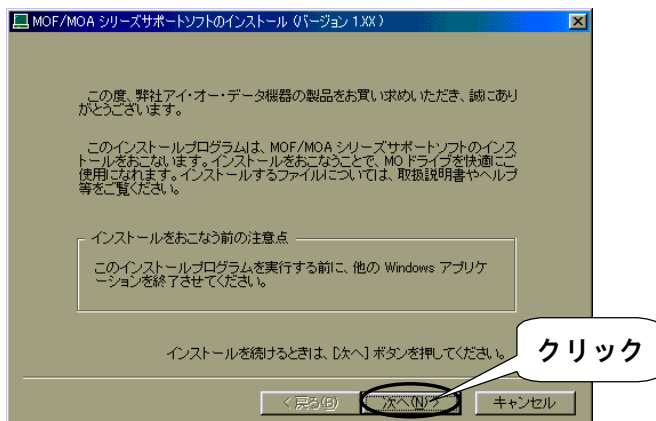 MOF/MOA シリーズサポートソフトのインストール (バージョン 1.XX)
この度、弊社アイ・オー・データ機器の製品をお買い求めいただき、誠にあり
がとうございます。
このインストールプログラムは、MOF/MOA シリーズサポートソフトのインス
トールをおこないます。インストールをおこなうことで、MO ドライブを快適にご
使用になれます。インストールするファイルについては、取扱説明書やヘルプ
等をご覧ください。
インストールをおこなう前の注意点
このインストールプログラムを実行する前に、他の Windows アプリケ
ーションを終了させてください。
インストールを続けるときは、[次へ] ボタンを押してください。
クリック
< 戻る(B) 次へ(N) > キャンセル